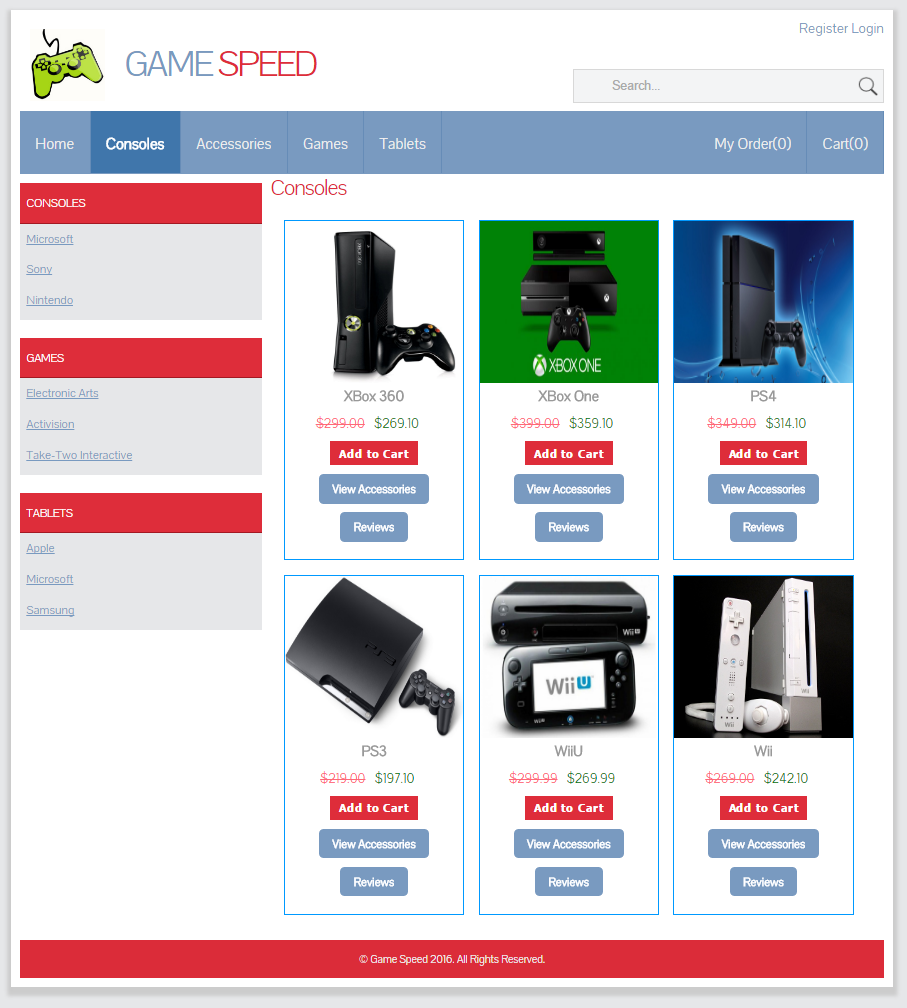 Register Login
GAME SPEED
Search...
Home Consoles Accessories Games Tablets My Order(0) Cart(0)
CONSOLES
Microsoft
Sony
Nintendo
GAMES
Electronic Arts
Activision
Take-Two Interactive
TABLETS
Apple
Microsoft
Samsung
Consoles
XBOX ONE
XBox 360 XBox One PS4
$299.00 $269.10 $399.00 $359.10 $349.00 $314.10
Add to Cart Add to Cart Add to Cart
View Accessories View Accessories View Accessories
Reviews Reviews Reviews
PS3 Wii U Wii
Wii U
Wii Wii
PS3 WiiU Wii
$219.00 $197.10 $299.99 $269.99 $269.00 $242.10
Add to Cart Add to Cart Add to Cart
View Accessories View Accessories View Accessories
Reviews Reviews Reviews
© Game Speed 2016. All Rights Reserved.